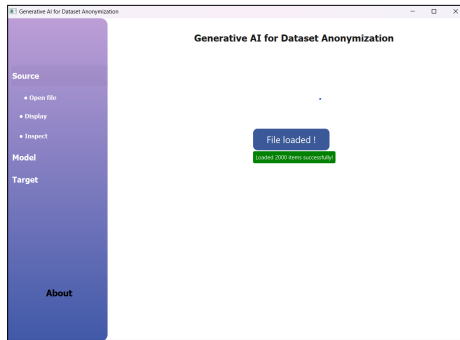 Generative AI for Dataset Anonymization
Generative AI for Dataset Anonymization
Source
• Open file
• Display
• Inspect
Model
Target
About
File loaded !
Loaded 2000 items successfully!